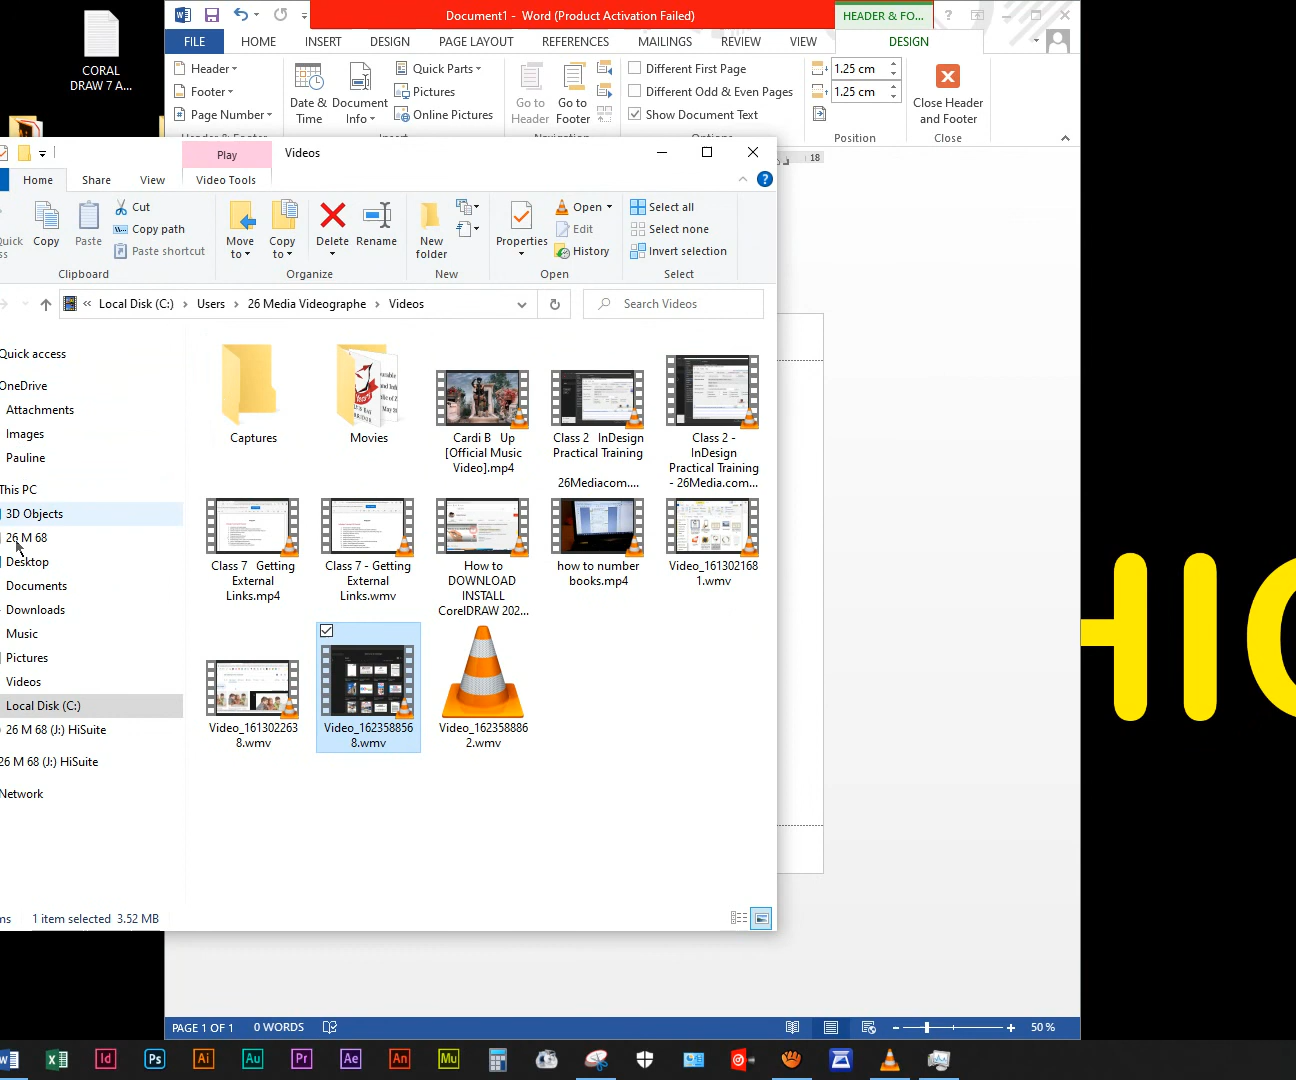 CORAL
DRAW 7 A...
Document1 - Word (Product Activation Failed)
HEADER & FO...
FILE
HOME
INSERT
DESIGN
PAGE LAYOUT
REFERENCES
MAILINGS
REVIEW
VIEW
DESIGN
Header
Footer
Page Number
Date &
Time
Document
Info
Quick Parts
Pictures
Online Pictures
Go to
Header
Go to
Footer
Different First Page
Different Odd & Even Pages
Show Document Text
1.25 cm
1.25 cm
Close Header
and Footer
Position
Close
18
Play
Videos
Home
Share
View
Video Tools
Copy
Paste
Cut
Copy path
Paste shortcut
Clipboard
Move
to
Copy
to
Delete
Rename
Organize
New
folder
New
Properties
Open
Edit
History
Open
Select all
Select none
Invert selection
Select
« Local Disk (C:) > Users > 26 Media Videographe > Videos
Search Videos
Quick access
OneDrive
Attachments
Images
Pauline
This PC
3D Objects
26 M 68
Desktop
Documents
Downloads
Music
Pictures
Videos
Local Disk (C:)
26 M 68 (J:) HiSuite
26 M 68 (J:) HiSuite
Network
Captures
Movies
Cardi B Up
[Official Music
Video].mp4
Class 2 InDesign
Practical Training
26Mediacom....
Class 2 -
InDesign
Practical Training
- 26Media.com...
Class 7 Getting
External
Links.mp4
Class 7 - Getting
External
Links.wmv
How to
DOWNLOAD
INSTALL
CorelDRAW 202...
how to number
books.mp4
Video_161302168
1.wmv
Video_161302263
8.wmv
Video_162358856
8.wmv
Video_162358886
2.wmv
1 item selected 3.52 MB
HIC
PAGE 1 OF 1
0 WORDS
50 %
Id
Ps
Ai
Au
Pr
Ae
An
Mu